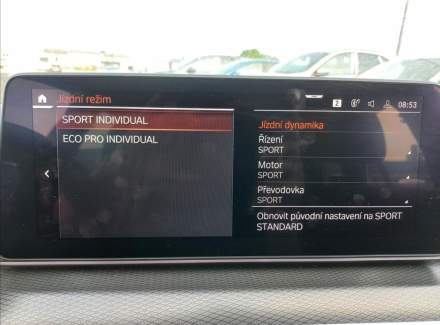 2 08:53
Jízdní režim
SPORT INDIVIDUAL
ECO PRO INDIVIDUAL
Jízdní dynamika
Řízení
SPORT
Motor
SPORT
Převodovka
SPORT
Obnovit původní nastavení na SPORT
STANDARD